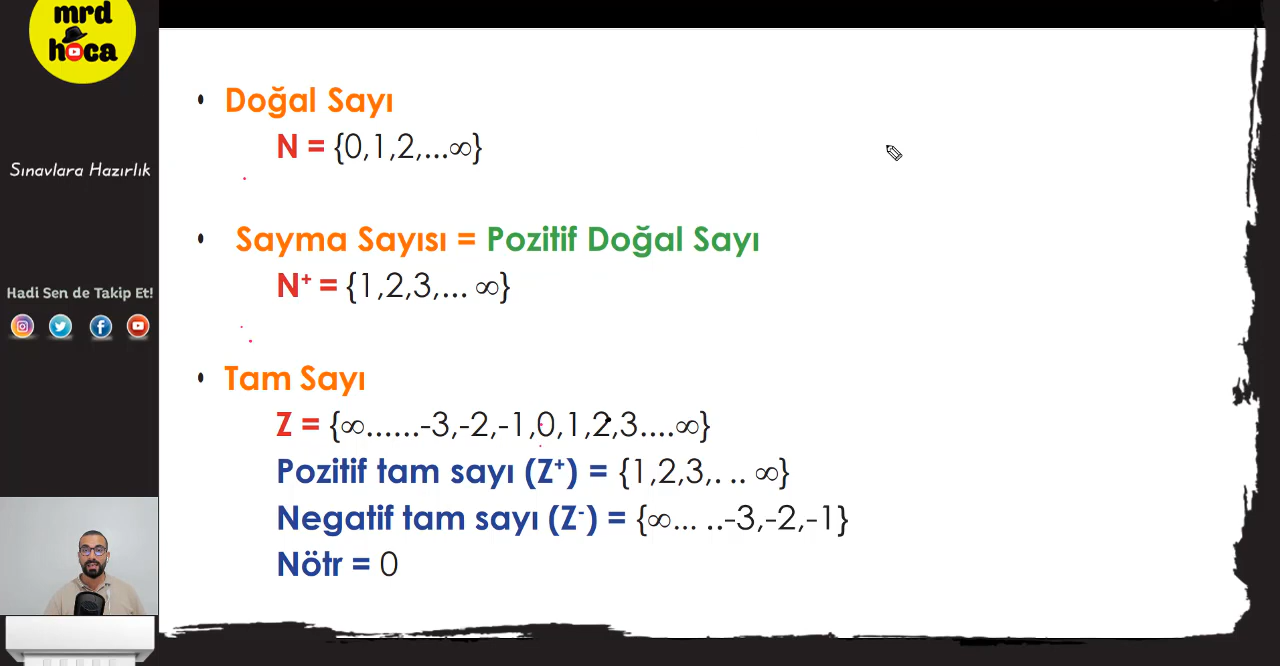 mrd
hoca
Sınavlara Hazırlık
Hadi Sen de Takip Et!
• Doğal Sayı
N = {0,1,2,...∞}
• Sayma Sayısı = Pozitif Doğal Sayı
N⁺ = {1,2,3,... ∞}
• Tam Sayı
Z = {∞......-3,-2,-1,0,1,2,3....∞}
Pozitif tam sayı (Z⁺) = {1,2,3,. .. ∞}
Negatif tam sayı (Z⁻) = {∞... ..-3,-2,-1}
Nötr = 0